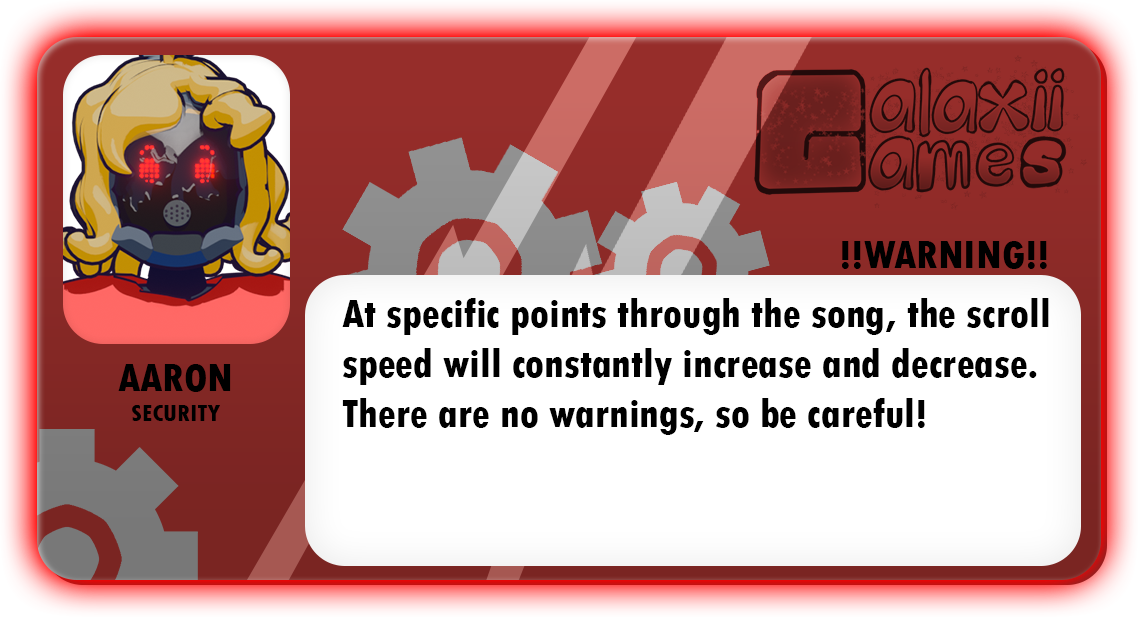 Galaxii
Games
!!WARNING!!
At specific points through the song, the scroll
speed will constantly increase and decrease.
There are no warnings, so be careful!
AARON
SECURITY